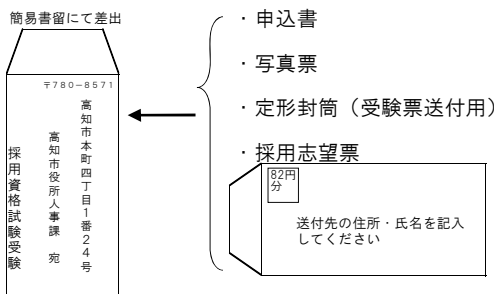 簡易書留にて差出
〒780-8571
高知市本町四丁目1番24号
高知市役所人事課 宛
採用資格試験受験
・申込書
・写真票
・定形封筒（受験票送付用）
・採用志望票
82円
分
送付先の住所・氏名を記入
してください